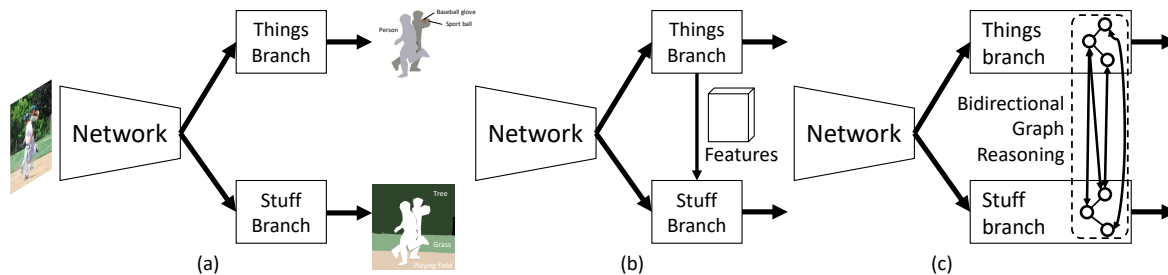 Things
Branch
Person
Baseball glove
Sport ball
Network
Stuff
Branch
Tree
Grass
Playing field
(a)
Things
Branch
Network
Features
Stuff
Branch
(b)
Things
branch
Network
Bidirectional
Graph
Reasoning
Stuff
branch
(c)